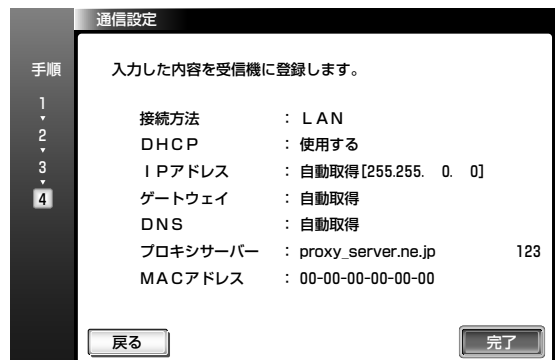 通信設定
手順
1
2
3
4
入力した内容を受信機に登録します。
接続方法 : LAN
DHCP : 使用する
IPアドレス : 自動取得[255.255. 0. 0]
ゲートウェイ : 自動取得
DNS : 自動取得
プロキシサーバー : proxy_server.ne.jp 123
MACアドレス : 00-00-00-00-00-00
戻る
完了